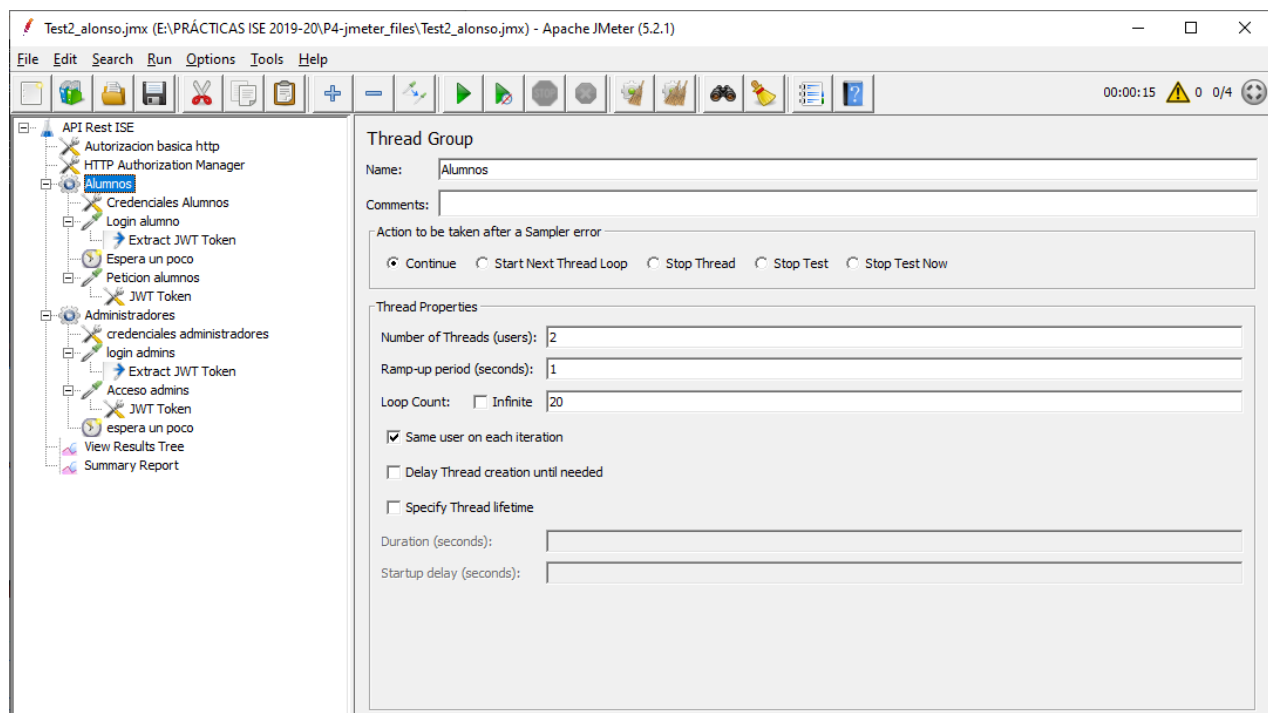 Test2_alonso.jmx (E:\PRÁCTICAS ISE 2019-20\P4-jmeter_files\Test2_alonso.jmx) - Apache JMeter (5.2.1)
File Edit Search Run Options Tools Help
STOP
00:00:15 0 0/4
API Rest ISE
Autorizacion basica http
HTTP Authorization Manager
Alumnos
Credenciales Alumnos
Login alumno
Extract JWT Token
Espera un poco
Peticion alumnos
JWT Token
Administradores
credenciales administradores
login admins
Extract JWT Token
Acceso admins
JWT Token
espera un poco
View Results Tree
Summary Report
Thread Group
Name: Alumnos
Comments:
Action to be taken after a Sampler error
Continue Start Next Thread Loop Stop Thread Stop Test Stop Test Now
Thread Properties
Number of Threads (users): 2
Ramp-up period (seconds): 1
Loop Count: Infinite 20
Same user on each iteration
Delay Thread creation until needed
Specify Thread lifetime
Duration (seconds):
Startup delay (seconds):